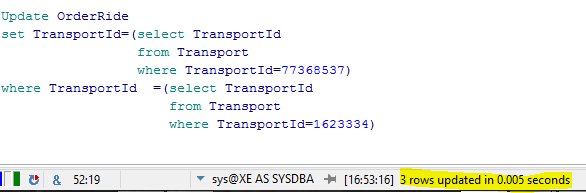 Update OrderRide
set TransportId=(select TransportId
from Transport
where TransportId=77368537)
where TransportId =(select TransportId
from Transport
where TransportId=1623334)
& 52:19 sys@XE AS SYSDBA [16:53:16] 3 rows updated in 0.005 seconds